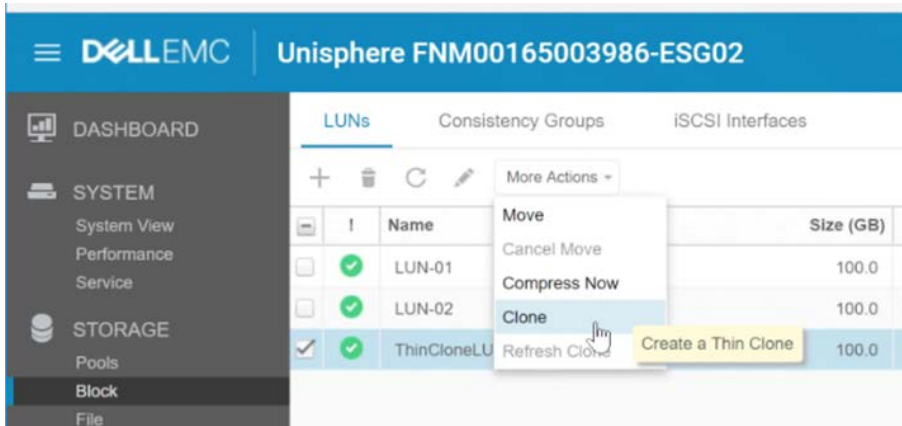 DELLEMC Unisphere FNM00165003986-ESG02
DASHBOARD
SYSTEM
System View
Performance
Service
STORAGE
Pools
Block
File
LUNs Consistency Groups iSCSI Interfaces
More Actions
! Name Size (GB)
LUN-01 100.0
LUN-02 100.0
ThinCloneLU 100.0
Move
Cancel Move
Compress Now
Clone
Refresh Clone
Create a Thin Clone